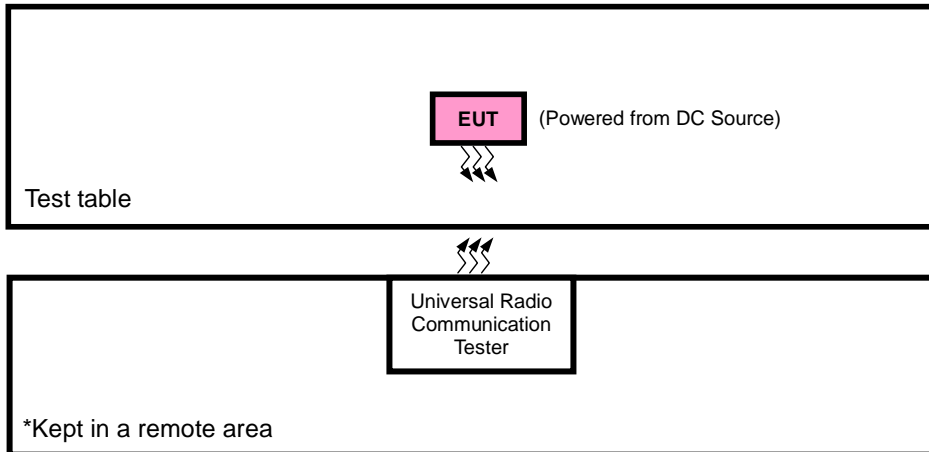 EUT
(Powered from DC Source)
Test table
Universal Radio
Communication
Tester
*Kept in a remote area